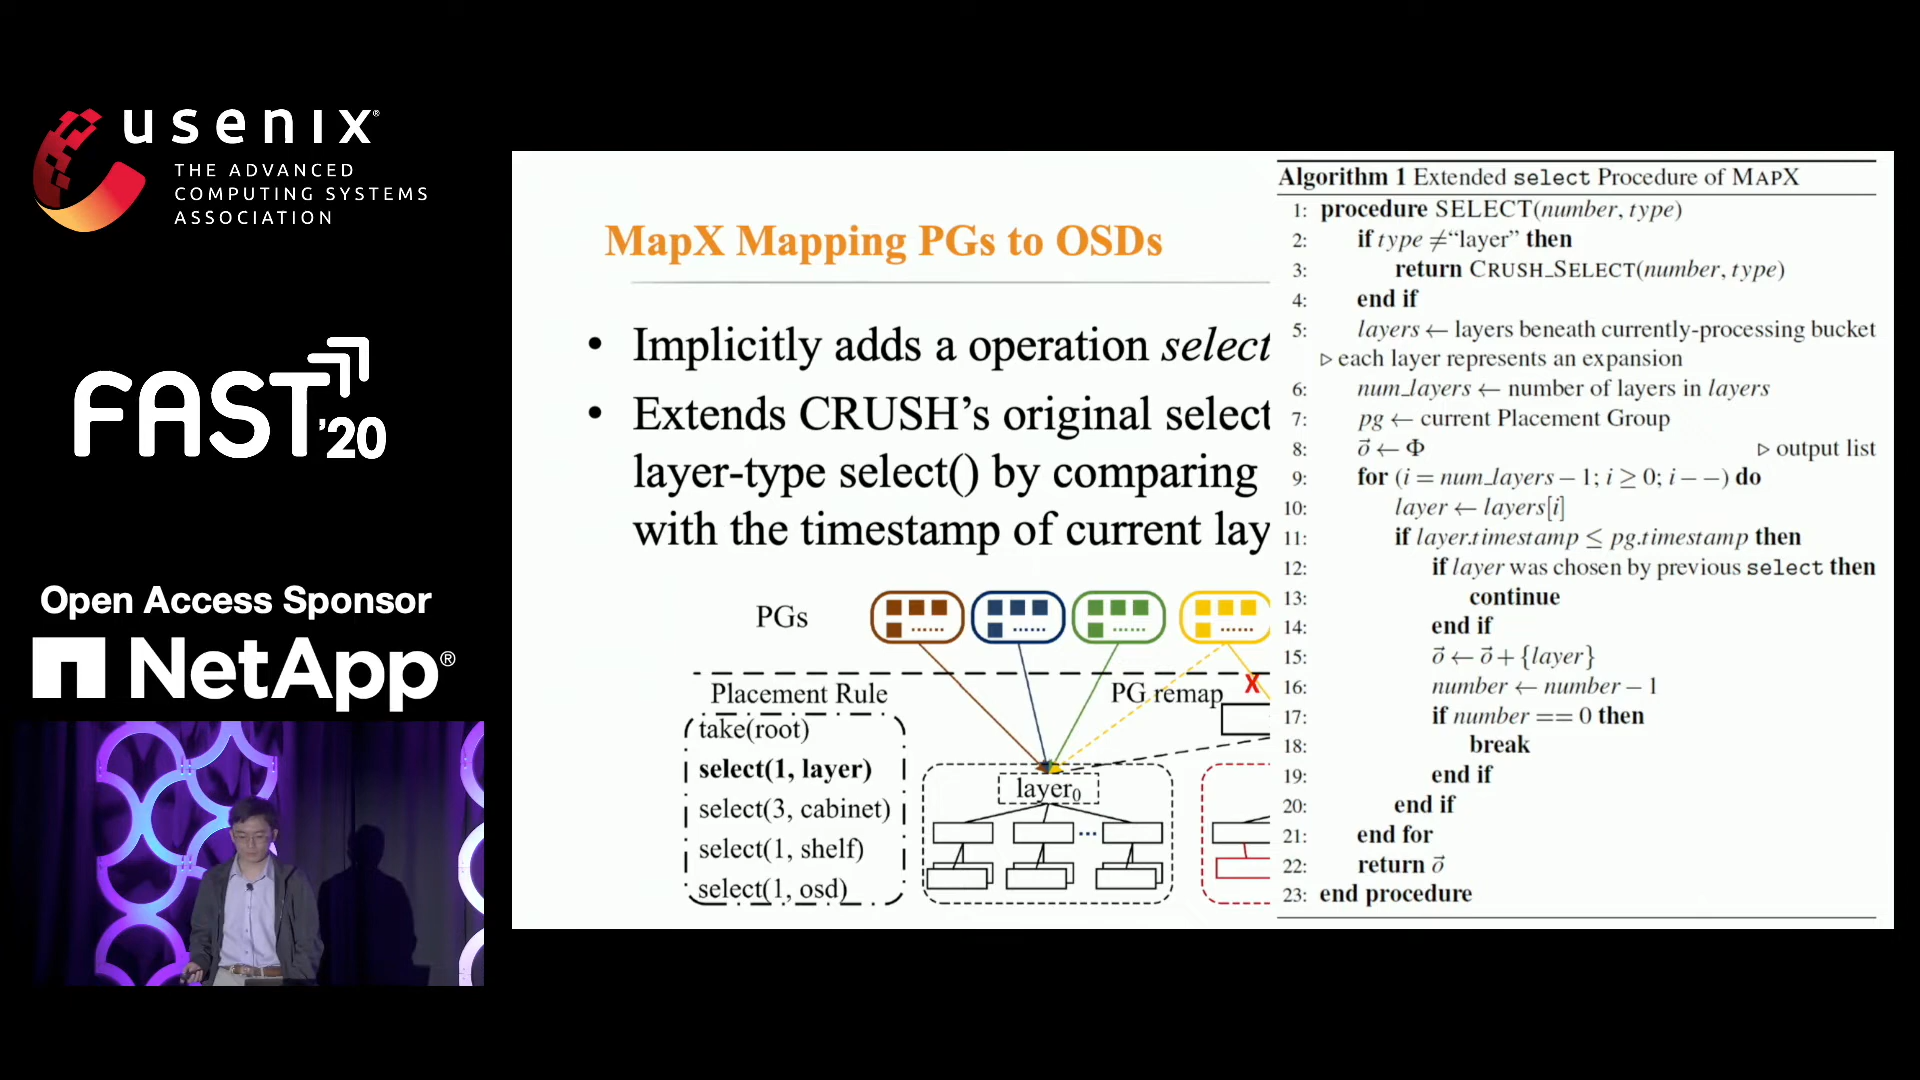 usenix®
THE ADVANCED
COMPUTING SYSTEMS
ASSOCIATION
FAST '20
Open Access Sponsor
NetApp®
MapX Mapping PGs to OSDs
• Implicitly adds a operation select
• Extends CRUSH's original select
layer-type select() by comparing
with the timestamp of current lay
PGs
......
......
......
......
Placement Rule
PG remap
X
take(root)
select(1, layer)
select(3, cabinet)
select(1, shelf)
select(1, osd)
layer₀
...
Algorithm 1 Extended select Procedure of MAPX
1: procedure SELECT(number, type)
2: if type ≠“layer” then
3: return CRUSH_SELECT(number, type)
4: end if
5: layers ← layers beneath currently-processing bucket
▷ each layer represents an expansion
6: num_layers ← number of layers in layers
7: pg ← current Placement Group
8: o⃗ ← Φ ▷ output list
9: for (i = num_layers − 1; i ≥ 0; i − −) do
10: layer ← layers[i]
11: if layer.timestamp ≤ pg.timestamp then
12: if layer was chosen by previous select then
13: continue
14: end if
15: o⃗ ← o⃗ + {layer}
16: number ← number − 1
17: if number == 0 then
18: break
19: end if
20: end if
21: end for
22: return o⃗
23: end procedure